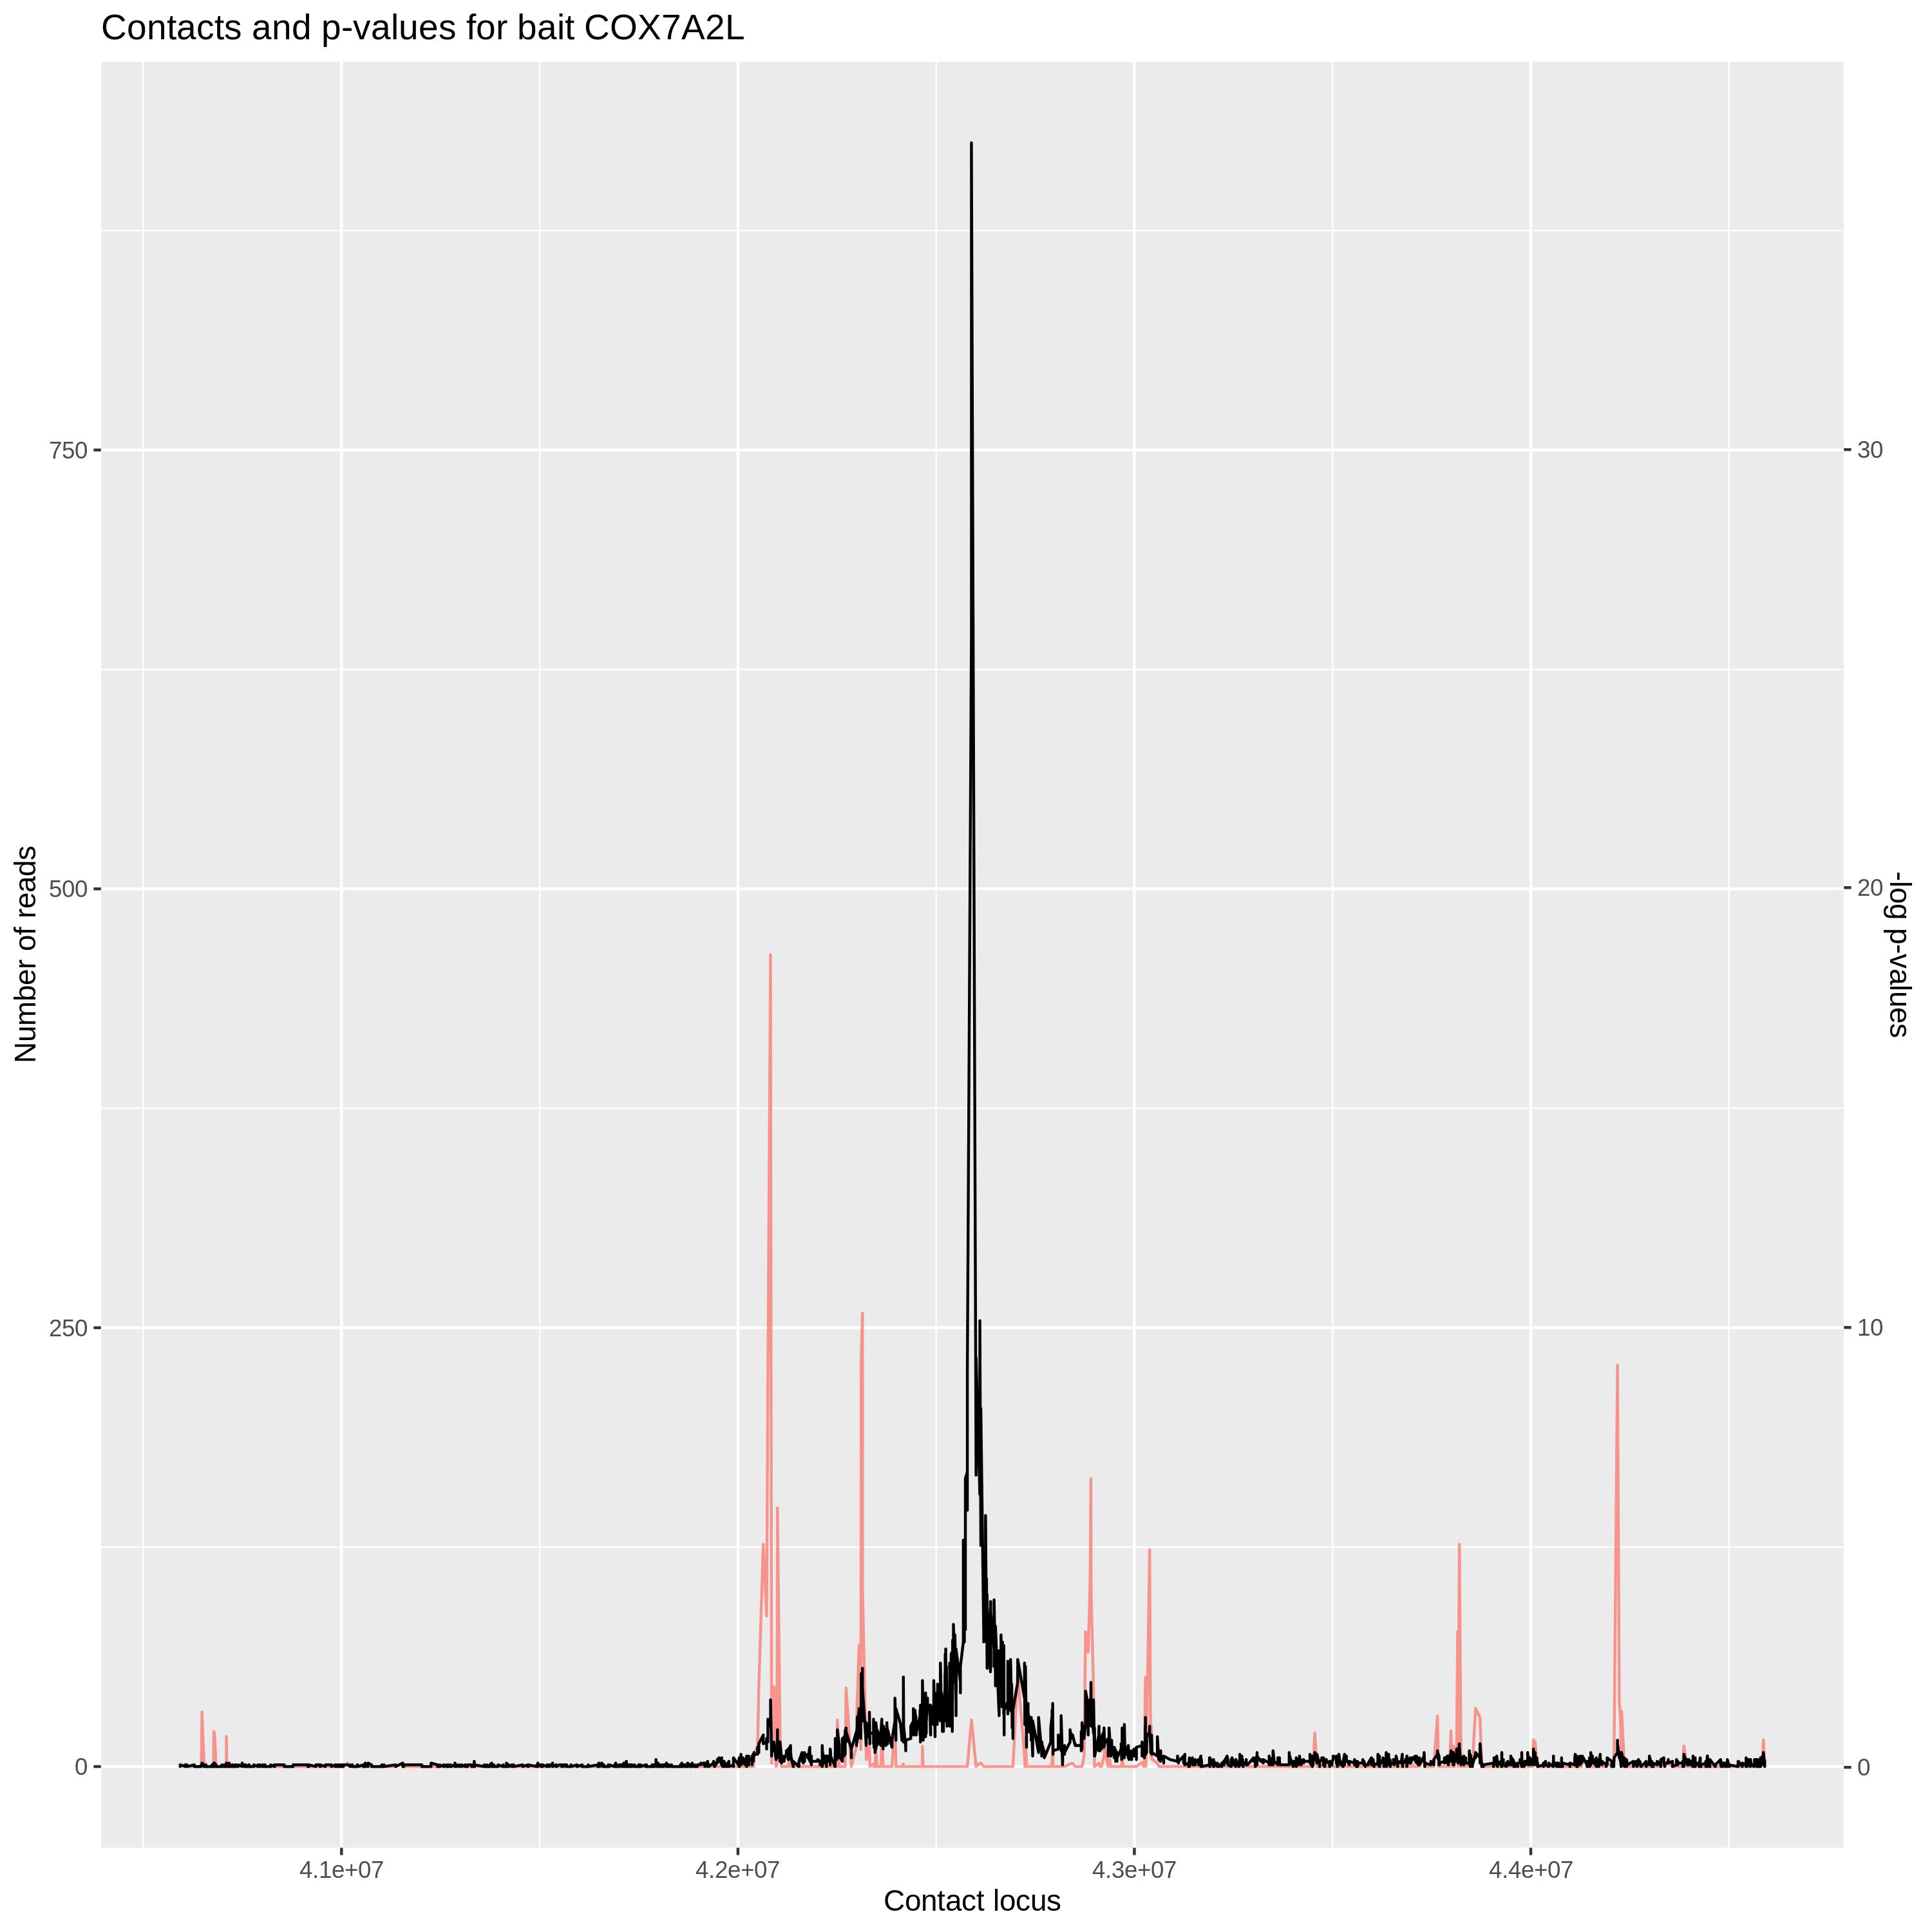 Contacts and p-values for bait COX7A2L
Number of reads
750
500
250
0
30
20
10
0
-log p-values
4.1e+07 4.2e+07 4.3e+07 4.4e+07
Contact locus